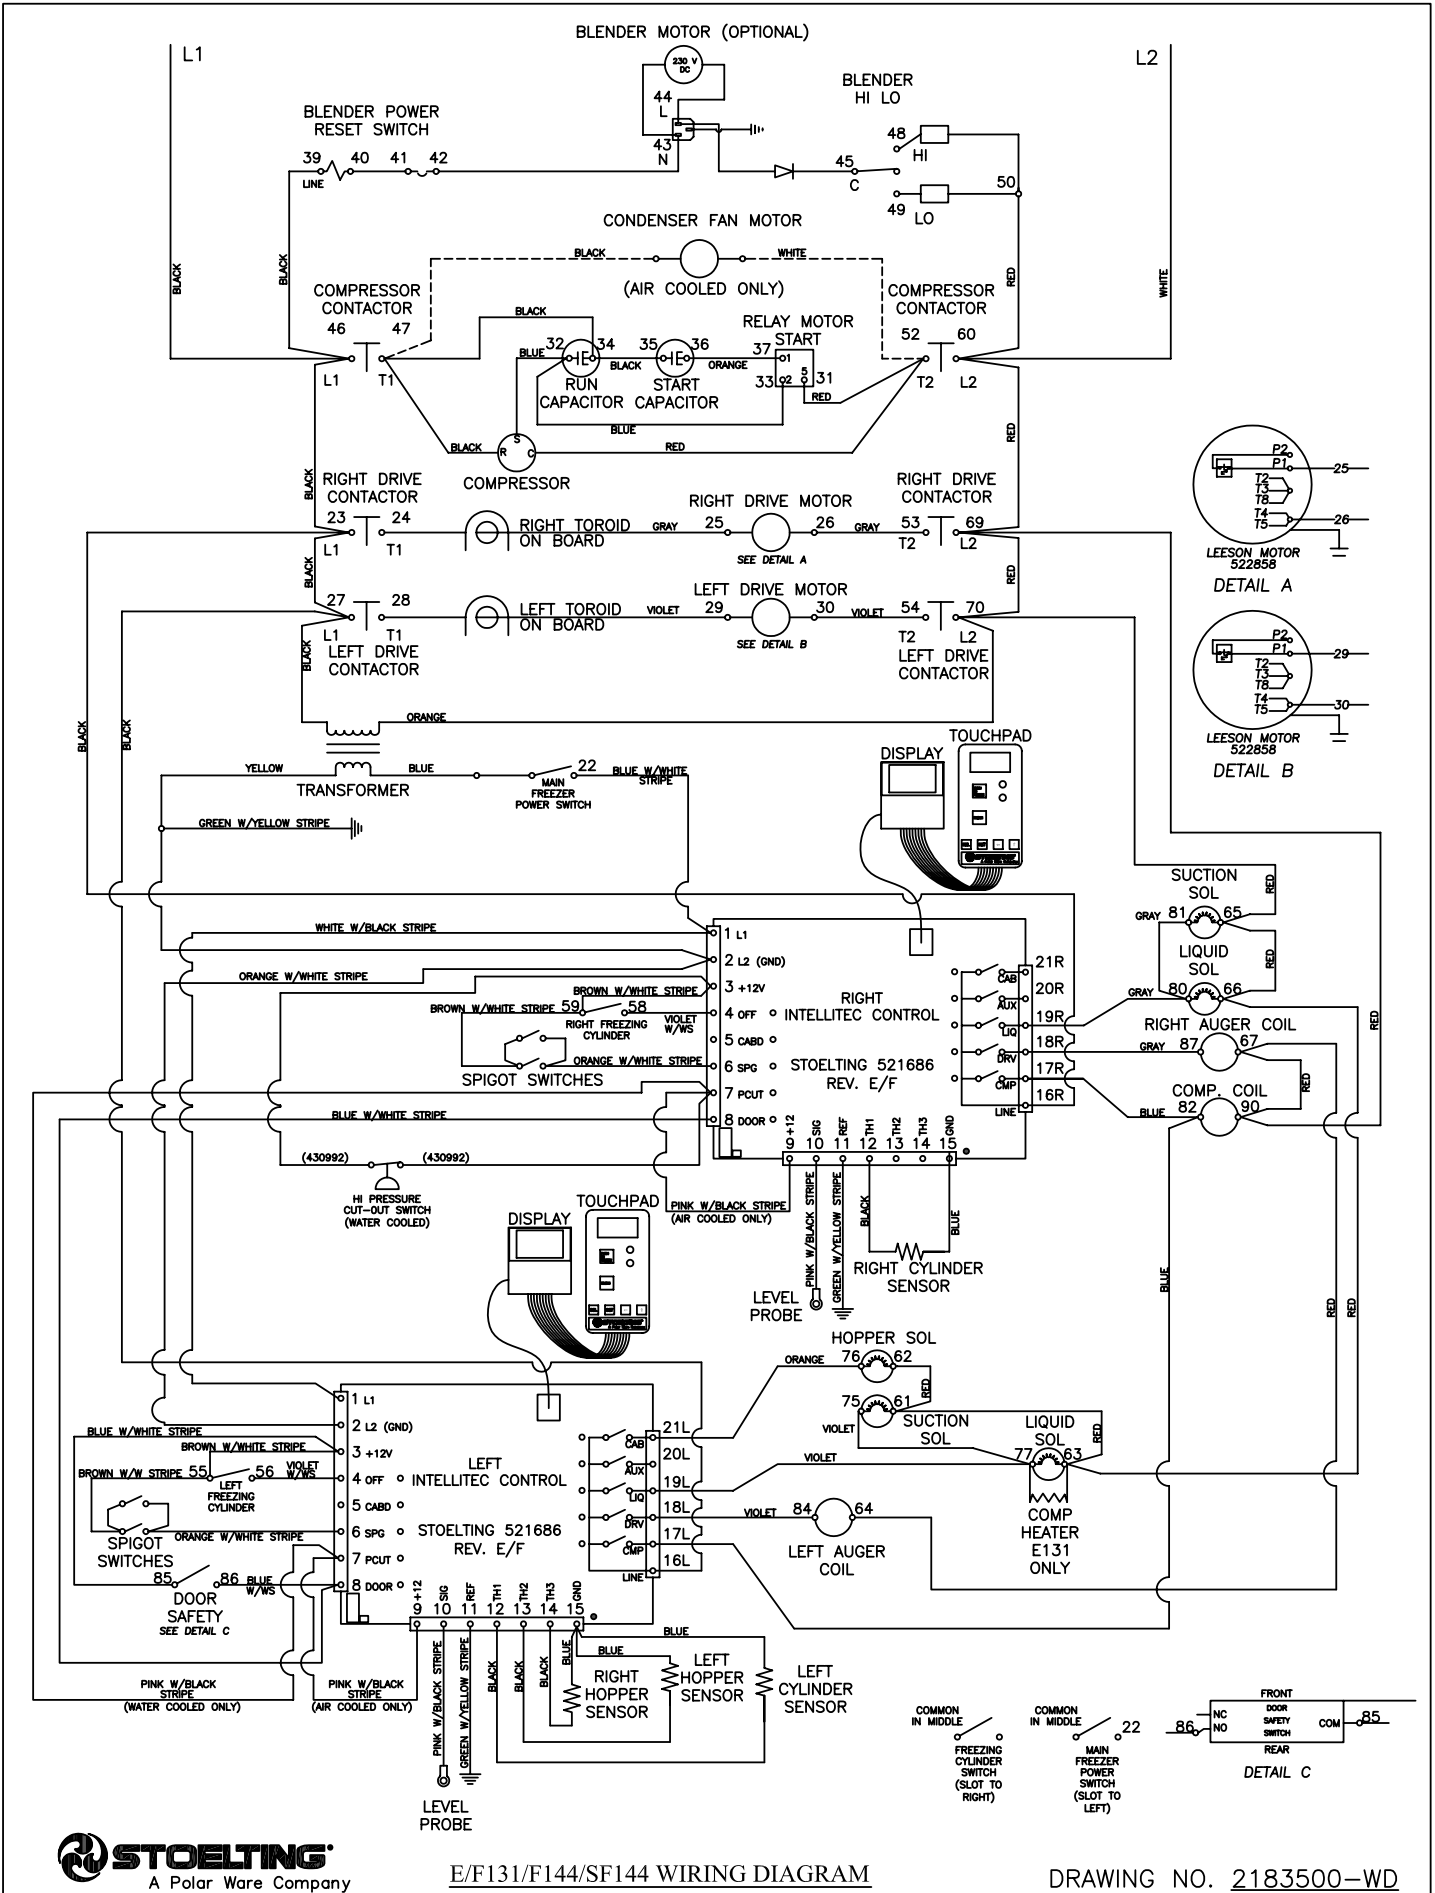 BLENDER MOTOR (OPTIONAL)
L1
L2
230 V
DC
BLENDER
HI LO
44
L
BLENDER POWER
RESET SWITCH
43
N
48
HI
39
LINE
40
41
42
45
C
50
49
LO
CONDENSER FAN MOTOR
BLACK
WHITE
(AIR COOLED ONLY)
BLACK
BLACK
RED
WHITE
COMPRESSOR
CONTACTOR
COMPRESSOR
CONTACTOR
46
47
BLACK
RELAY MOTOR
START
52
60
BLUE
32
34
35
36
37
1
BLACK
ORANGE
L1
T1
RUN
CAPACITOR
START
CAPACITOR
33
2
5
31
RED
T2
L2
BLUE
BLACK
S
R
C
RED
RED
COMPRESSOR
BLACK
RIGHT DRIVE
CONTACTOR
RIGHT DRIVE MOTOR
RIGHT DRIVE
CONTACTOR
23
24
RIGHT TOROID
ON BOARD
GRAY
25
26
GRAY
53
69
L1
T1
SEE DETAIL A
T2
L2
BLACK
RED
LEFT DRIVE MOTOR
27
28
LEFT TOROID
ON BOARD
VIOLET
29
30
VIOLET
54
70
L1
T1
SEE DETAIL B
T2
L2
LEFT DRIVE
CONTACTOR
LEFT DRIVE
CONTACTOR
BLACK
P2
P1
25
T2
T3
T8
T4
T5
26
LEESON MOTOR
522858
DETAIL A
P2
P1
29
T2
T3
T8
T4
T5
30
LEESON MOTOR
522858
DETAIL B
BLACK
BLACK
ORANGE
YELLOW
BLUE
22
BLUE W/WHITE
STRIPE
TRANSFORMER
MAIN
FREEZER
POWER SWITCH
GREEN W/YELLOW STRIPE
DISPLAY
TOUCHPAD
WHITE W/BLACK STRIPE
ORANGE W/WHITE STRIPE
BROWN W/WHITE STRIPE
BROWN W/WHITE STRIPE
59
58
RIGHT FREEZING
CYLINDER
VIOLET
W/WS
SPIGOT SWITCHES
ORANGE W/WHITE STRIPE
BLUE W/WHITE STRIPE
(430992)
(430992)
HI PRESSURE
CUT-OUT SWITCH
(WATER COOLED)
1 L1
2 L2 (GND)
3 +12V
4 OFF
5 CABD
6 SPG
7 PCUT
8 DOOR
RIGHT
INTELLITEC CONTROL
STOELTING 521686
REV. E/F
CAB
AUX
LIQ
DRV
CMP
LINE
21R
20R
19R
18R
17R
16R
+12
SIG
REF
TH1
TH2
TH3
GND
9 10 11 12 13 14 15
PINK W/BLACK STRIPE
(AIR COOLED ONLY)
PINK W/BLACK STRIPE
GREEN W/YELLOW STRIPE
BLACK
BLUE
RIGHT CYLINDER
SENSOR
LEVEL
PROBE
SUCTION
SOL
GRAY
81
65
RED
LIQUID
SOL
RED
GRAY
80
66
RIGHT AUGER COIL
GRAY
87
67
RED
RED
COMP. COIL
BLUE
82
90
BLUE
RED
RED
DISPLAY
TOUCHPAD
HOPPER SOL
ORANGE
76
62
RED
75
61
VIOLET
SUCTION
SOL
LIQUID
SOL
RED
VIOLET
77
63
COMP
HEATER
E131
ONLY
VIOLET
84
64
LEFT AUGER
COIL
1 L1
2 L2 (GND)
3 +12V
4 OFF
5 CABD
6 SPG
7 PCUT
8 DOOR
LEFT
INTELLITEC CONTROL
STOELTING 521686
REV. E/F
CAB
AUX
LIQ
DRV
CMP
LINE
21L
20L
19L
18L
17L
16L
BLUE W/WHITE STRIPE
BROWN W/WHITE STRIPE
BROWN W/W STRIPE
55
56
VIOLET
W/WS
LEFT
FREEZING
CYLINDER
SPIGOT
SWITCHES
ORANGE W/WHITE STRIPE
85
86
BLUE
W/WS
DOOR
SAFETY
SEE DETAIL C
+12
SIG
REF
TH1
TH2
TH3
GND
9 10 11 12 13 14 15
PINK W/BLACK
STRIPE
(WATER COOLED ONLY)
PINK W/BLACK
STRIPE
(AIR COOLED ONLY)
PINK W/BLACK STRIPE
GREEN W/YELLOW STRIPE
BLACK
BLACK
BLACK
BLUE
BLUE
BLUE
RIGHT
HOPPER
SENSOR
LEFT
HOPPER
SENSOR
LEFT
CYLINDER
SENSOR
LEVEL
PROBE
COMMON
IN MIDDLE
FREEZING
CYLINDER
SWITCH
(SLOT TO
RIGHT)
COMMON
IN MIDDLE
22
MAIN
FREEZER
POWER
SWITCH
(SLOT TO
LEFT)
FRONT
NC
NO
DOOR
SAFETY
SWITCH
COM
85
86
REAR
DETAIL C
STOELTING
A Polar Ware Company
E/F131/F144/SF144 WIRING DIAGRAM
DRAWING NO. 2183500-WD